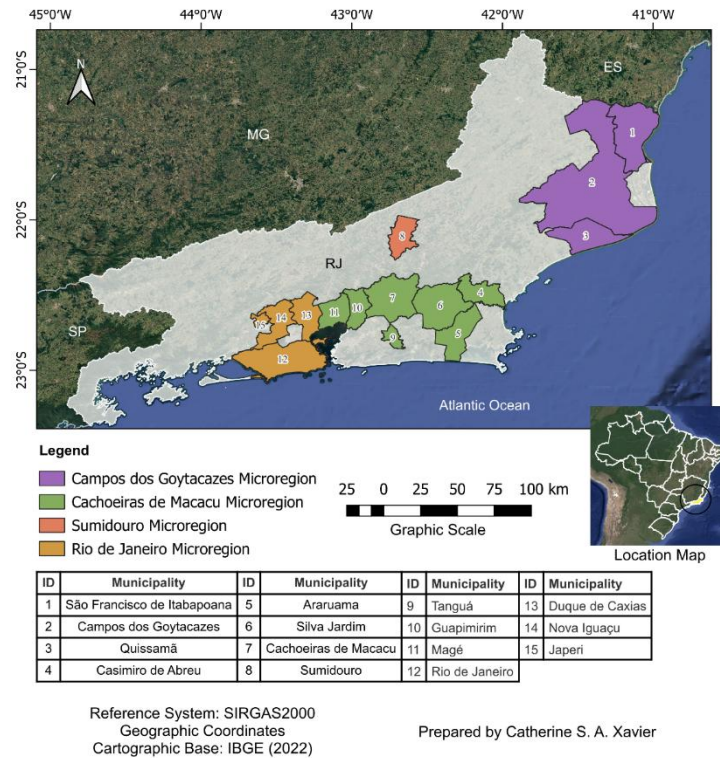 45°0'W 44°0'W 43°0'W 42°0'W 41°0'W
21°0'S
22°0'S
23°0'S
N
ES
MG
1
2
3
8
RJ
4
7
6
11
10
13
14
15
5
9
SP
12
Atlantic Ocean
Legend
Campos dos Goytacazes Microregion
Cachoeiras de Macacu Microregion
Sumidouro Microregion
Rio de Janeiro Microregion
25 0 25 50 75 100 km
Graphic Scale
Location Map
ID Municipality ID Municipality ID Municipality ID Municipality
1 São Francisco de Itabapoana 5 Araruama 9 Tanguá 13 Duque de Caxias
2 Campos dos Goytacazes 6 Silva Jardim 10 Guapimirim 14 Nova Iguaçu
3 Quissamã 7 Cachoeiras de Macacu 11 Magé 15 Japeri
4 Casimiro de Abreu 8 Sumidouro 12 Rio de Janeiro
Reference System: SIRGAS2000
Geographic Coordinates
Cartographic Base: IBGE (2022)
Prepared by Catherine S. A. Xavier